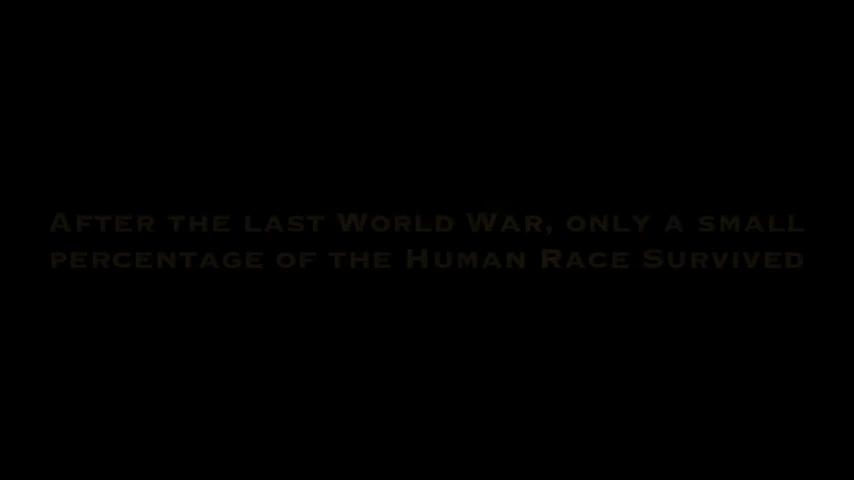 After the last World War, only a small
percentage of the Human Race Survived